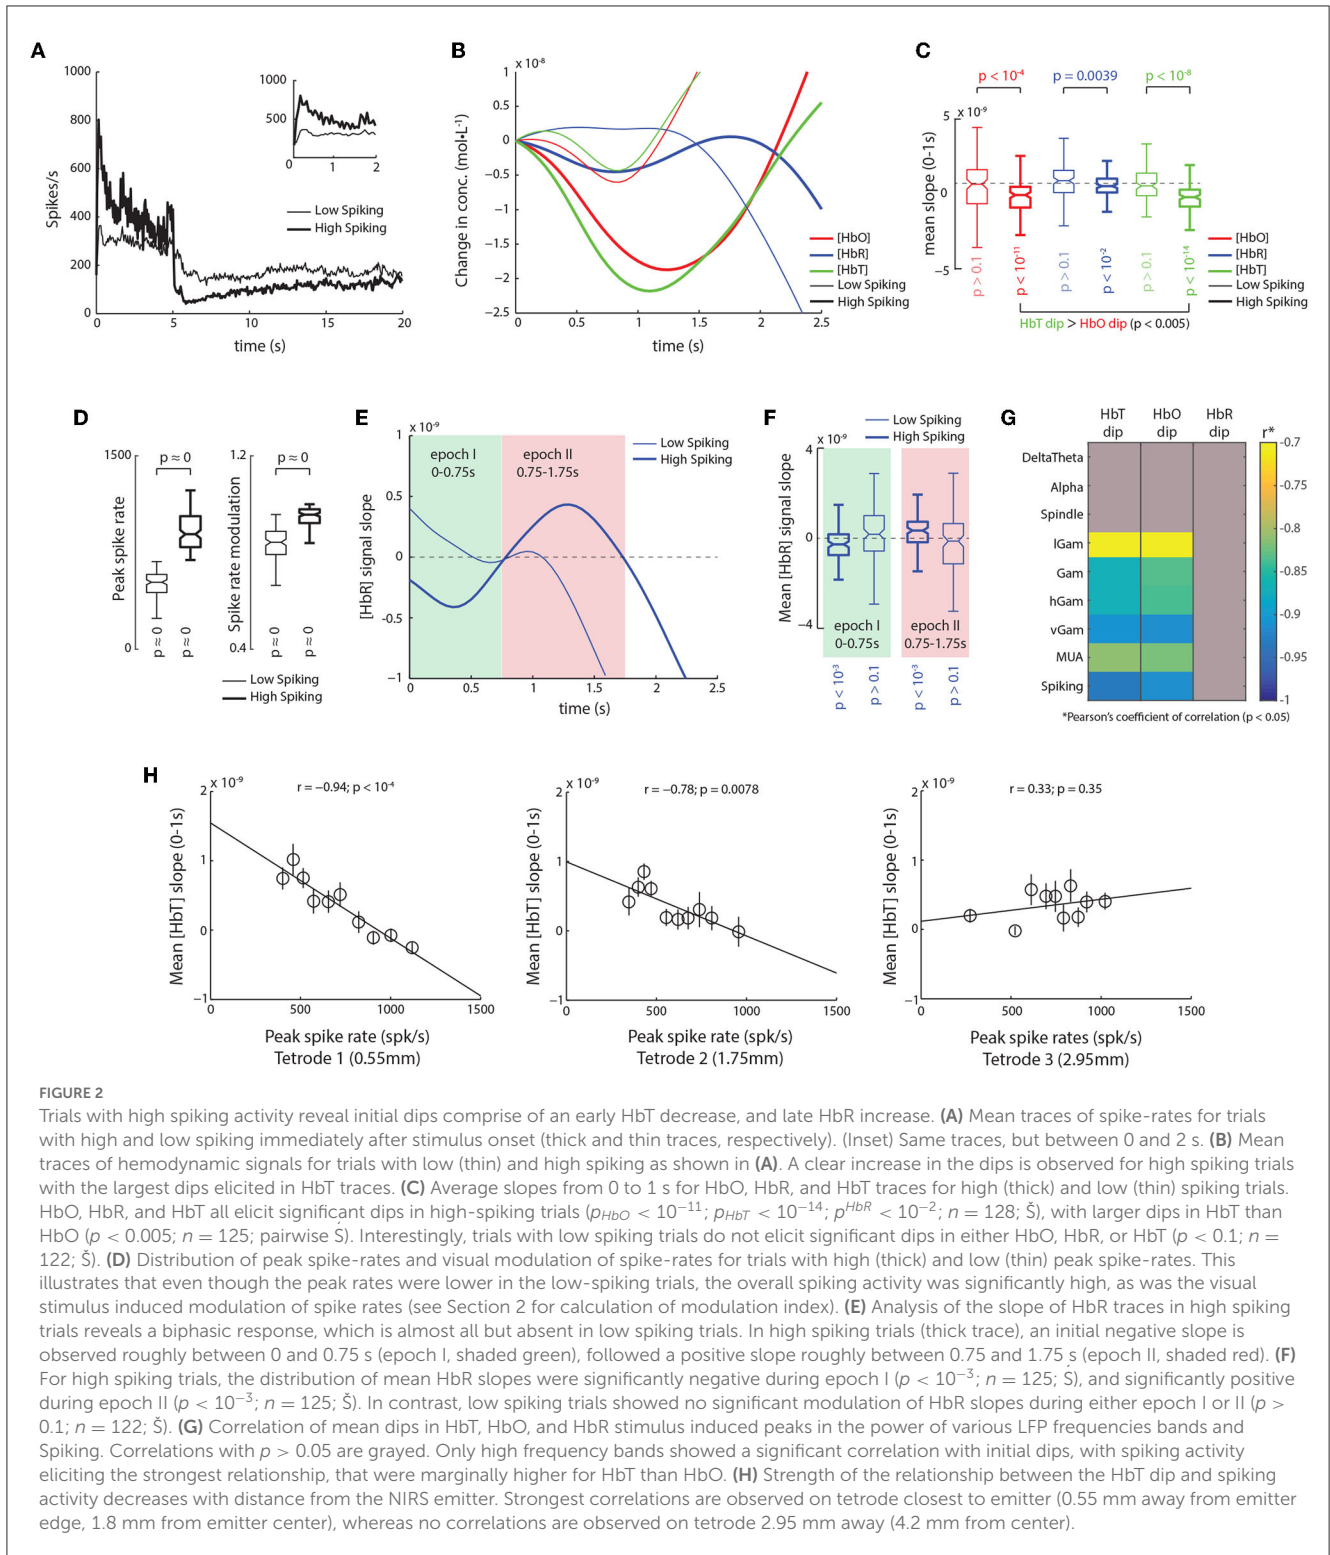 A
1000
800
600
400
200
0
Spikes/s
0
5
10
15
20
time (s)
1000
500
0
1
2
Low Spiking
High Spiking
B
x 10-8
1
0.5
0
−0.5
−1
−1.5
−2
−2.5
Change in conc. (mol•L-1)
0
0.5
1
1.5
2
2.5
time (s)
[HbO]
[HbR]
[HbT]
Low Spiking
High Spiking
C
p < 10-4
p = 0.0039
p < 10-8
x 10-9
5
0
−5
mean slope (0-1s)
p > 0.1
p < 10-11
p > 0.1
p < 10-2
p > 0.1
p < 10-14
[HbO]
[HbR]
[HbT]
Low Spiking
High Spiking
HbT dip > HbO dip (p < 0.005)
D
1500
0
Peak spike rate
p ≈ 0
p ≈ 0
p ≈ 0
1.2
0.4
Spike rate modulation
p ≈ 0
p ≈ 0
p ≈ 0
Low Spiking
High Spiking
E
x 10-9
1
0.5
0
−0.5
−1
[HbR] signal slope
epoch I
0-0.75s
epoch II
0.75-1.75s
Low Spiking
High Spiking
0
0.5
1
1.5
2
2.5
time (s)
F
Low Spiking
High Spiking
x 10-9
4
0
−4
Mean [HbR] signal slope
epoch I
0-0.75s
epoch II
0.75-1.75s
p < 10-3
p > 0.1
p < 10-3
p > 0.1
G
HbT dip
HbO dip
HbR dip
r*
DeltaTheta
Alpha
Spindle
lGam
Gam
hGam
vGam
MUA
Spiking
-0.7
-0.75
-0.8
-0.85
-0.9
-0.95
-1
*Pearson's coefficient of correlation (p < 0.05)
H
x 10-9
r = −0.94; p < 10-4
2
1
0
−1
Mean [HbT] slope (0-1s)
0
500
1000
1500
Peak spike rate (spk/s)
Tetrode 1 (0.55mm)
x 10-9
r = −0.78; p = 0.0078
2
1
0
−1
Mean [HbT] slope (0-1s)
0
500
1000
1500
Peak spike rate (spk/s)
Tetrode 2 (1.75mm)
x 10-9
r = 0.33; p = 0.35
2
1
0
−1
Mean [HbT] slope (0-1s)
0
500
1000
1500
Peak spike rates (spk/s)
Tetrode 3 (2.95mm)
FIGURE 2
Trials with high spiking activity reveal initial dips comprise of an early HbT decrease, and late HbR increase. (A) Mean traces of spike-rates for trials
with high and low spiking immediately after stimulus onset (thick and thin traces, respectively). (Inset) Same traces, but between 0 and 2 s. (B) Mean
traces of hemodynamic signals for trials with low (thin) and high spiking as shown in (A). A clear increase in the dips is observed for high spiking trials
with the largest dips elicited in HbT traces. (C) Average slopes from 0 to 1 s for HbO, HbR, and HbT traces for high (thick) and low (thin) spiking trials.
HbO, HbR, and HbT all elicit significant dips in high-spiking trials (pHbO < 10−11; pHbT < 10−14; pHbR < 10−2; n = 128; Š), with larger dips in HbT than
HbO (p < 0.005; n = 125; pairwise Ś). Interestingly, trials with low spiking trials do not elicit significant dips in either HbO, HbR, or HbT (p < 0.1; n =
122; Š). (D) Distribution of peak spike-rates and visual modulation of spike-rates for trials with high (thick) and low (thin) peak spike-rates. This
illustrates that even though the peak rates were lower in the low-spiking trials, the overall spiking activity was significantly high, as was the visual
stimulus induced modulation of spike rates (see Section 2 for calculation of modulation index). (E) Analysis of the slope of HbR traces in high spiking
trials reveals a biphasic response, which is almost all but absent in low spiking trials. In high spiking trials (thick trace), an initial negative slope is
observed roughly between 0 and 0.75 s (epoch I, shaded green), followed a positive slope roughly between 0.75 and 1.75 s (epoch II, shaded red). (F)
For high spiking trials, the distribution of mean HbR slopes were significantly negative during epoch I (p < 10−3; n = 125; Ś), and significantly positive
during epoch II (p < 10−3; n = 125; Š). In contrast, low spiking trials showed no significant modulation of HbR slopes during either epoch I or II (p >
0.1; n = 122; Š). (G) Correlation of mean dips in HbT, HbO, and HbR stimulus induced peaks in the power of various LFP frequencies bands and
Spiking. Correlations with p > 0.05 are grayed. Only high frequency bands showed a significant correlation with initial dips, with spiking activity
eliciting the strongest relationship, that were marginally higher for HbT than HbO. (H) Strength of the relationship between the HbT dip and spiking
activity decreases with distance from the NIRS emitter. Strongest correlations are observed on tetrode closest to emitter (0.55 mm away from emitter
edge, 1.8 mm from emitter center), whereas no correlations are observed on tetrode 2.95 mm away (4.2 mm from center).